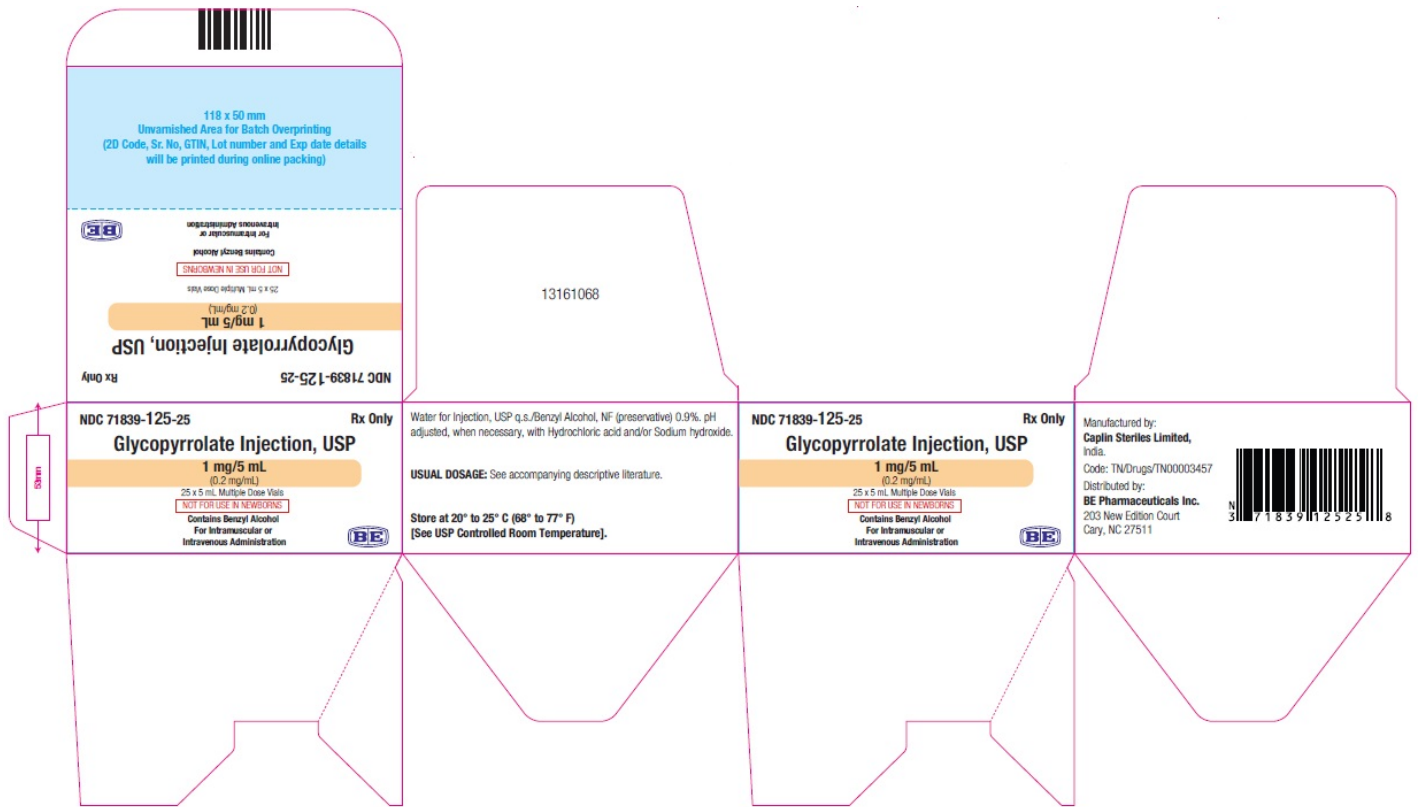 118 x 50 mm
Unvarnished Area for Batch Overprinting
(2D Code, Sr. No, GTIN, Lot number and Exp date details
will be printed during online packing)
NDC 71839-125-25 Rx Only
Glycopyrrolate Injection, USP
1 mg/5 mL
(0.2 mg/mL)
25 x 5 mL Multiple Dose Vials
NOT FOR USE IN NEWBORNS
Contains Benzyl Alcohol
For Intramuscular or
Intravenous Administration
BE
13161068
53mm
NDC 71839-125-25 Rx Only
Glycopyrrolate Injection, USP
1 mg/5 mL
(0.2 mg/mL)
25 x 5 mL Multiple Dose Vials
NOT FOR USE IN NEWBORNS
Contains Benzyl Alcohol
For Intramuscular or
Intravenous Administration
BE
Water for Injection, USP q.s./Benzyl Alcohol, NF (preservative) 0.9%. pH
adjusted, when necessary, with Hydrochloric acid and/or Sodium hydroxide.
USUAL DOSAGE: See accompanying descriptive literature.
Store at 20° to 25° C (68° to 77° F)
[See USP Controlled Room Temperature].
NDC 71839-125-25 Rx Only
Glycopyrrolate Injection, USP
1 mg/5 mL
(0.2 mg/mL)
25 x 5 mL Multiple Dose Vials
NOT FOR USE IN NEWBORNS
Contains Benzyl Alcohol
For Intramuscular or
Intravenous Administration
BE
Manufactured by:
Caplin Steriles Limited,
India.
Code: TN/Drugs/TN00003457
Distributed by:
BE Pharmaceuticals Inc.
203 New Edition Court
Cary, NC 27511
N
3 71839 12525 8